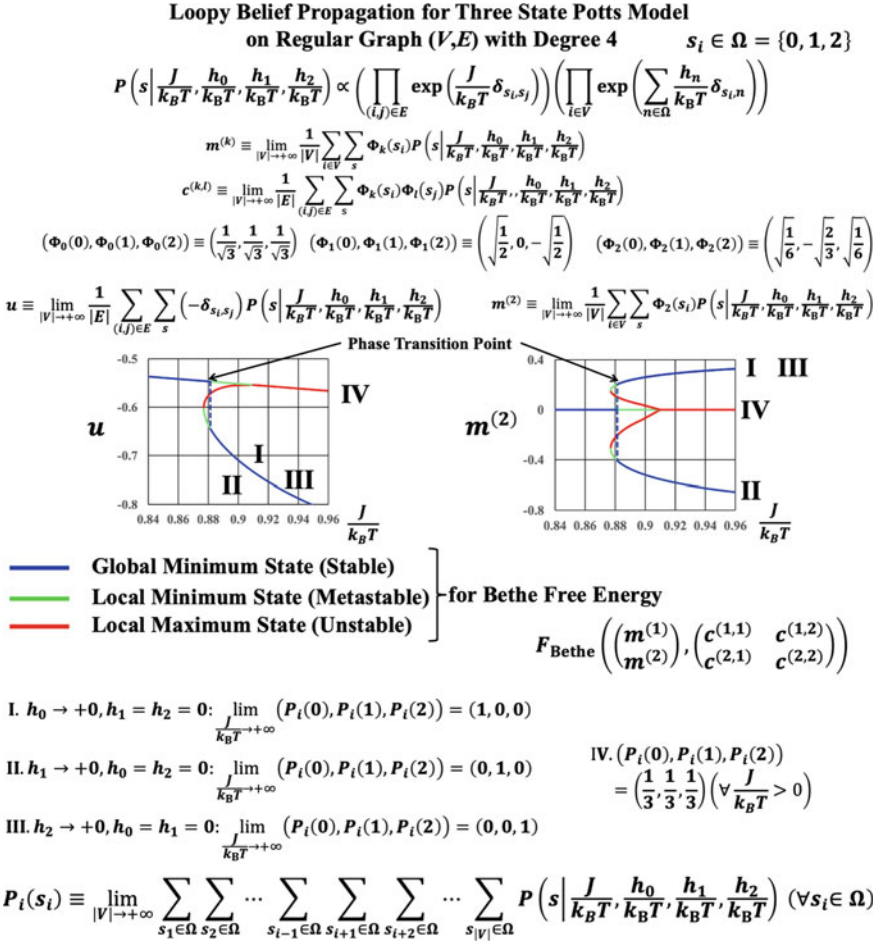 Loopy Belief Propagation for Three State Potts Model
on Regular Graph (V,E) with Degree 4 s_i ∈ Ω = {0, 1, 2}
P(s | J/k_BT, h_0/k_BT, h_1/k_BT, h_2/k_BT) ∝ (∏_{(i,j)∈E} exp(J/k_BT δ_{s_i,s_j})) (∏_{i∈V} exp(∑_{n∈Ω} h_n/k_BT δ_{s_i,n}))
m^(k) ≡ lim_{|V|→+∞} 1/|V| ∑_{i∈V} ∑_s Φ_k(s_i) P(s | J/k_BT, h_0/k_BT, h_1/k_BT, h_2/k_BT)
c^(k,l) ≡ lim_{|V|→+∞} 1/|E| ∑_{(i,j)∈E} ∑_s Φ_k(s_i)Φ_l(s_j) P(s | J/k_BT,, h_0/k_BT, h_1/k_BT, h_2/k_BT)
(Φ_0(0), Φ_0(1), Φ_0(2)) ≡ (1/√3, 1/√3, 1/√3) (Φ_1(0), Φ_1(1), Φ_1(2)) ≡ (√(1/2), 0, −√(1/2)) (Φ_2(0), Φ_2(1), Φ_2(2)) ≡ (√(1/6), −√(2/3), √(1/6))
u ≡ lim_{|V|→+∞} 1/|E| ∑_{(i,j)∈E} ∑_s (−δ_{s_i,s_j}) P(s | J/k_BT, h_0/k_BT, h_1/k_BT, h_2/k_BT) m^(2) ≡ lim_{|V|→+∞} 1/|V| ∑_{i∈V} ∑_s Φ_2(s_i) P(s | J/k_BT, h_0/k_BT, h_1/k_BT, h_2/k_BT)
Phase Transition Point
-0.5
-0.6
-0.7
-0.8
u
I
II
III
IV
0.84 0.86 0.88 0.9 0.92 0.94 0.96 J/k_BT
0.4
0
-0.4
-0.8
m^(2)
I III
IV
II
0.84 0.86 0.88 0.9 0.92 0.94 0.96 J/k_BT
Global Minimum State (Stable)
Local Minimum State (Metastable)
Local Maximum State (Unstable)
for Bethe Free Energy
F_Bethe((m^(1) m^(2)), (c^(1,1) c^(1,2) c^(2,1) c^(2,2)))
I. h_0 → +0, h_1 = h_2 = 0: lim_{J/k_BT→+∞} (P_i(0), P_i(1), P_i(2)) = (1, 0, 0)
II. h_1 → +0, h_0 = h_2 = 0: lim_{J/k_BT→+∞} (P_i(0), P_i(1), P_i(2)) = (0, 1, 0)
III. h_2 → +0, h_0 = h_1 = 0: lim_{J/k_BT→+∞} (P_i(0), P_i(1), P_i(2)) = (0, 0, 1)
IV. (P_i(0), P_i(1), P_i(2))
= (1/3, 1/3, 1/3) (∀ J/k_BT > 0)
P_i(s_i) ≡ lim_{|V|→+∞} ∑_{s_1∈Ω} ∑_{s_2∈Ω} ⋯ ∑_{s_{i−1}∈Ω} ∑_{s_{i+1}∈Ω} ∑_{s_{i+2}∈Ω} ⋯ ∑_{s_{|V|}∈Ω} P(s | J/k_BT, h_0/k_BT, h_1/k_BT, h_2/k_BT) (∀s_i ∈ Ω)